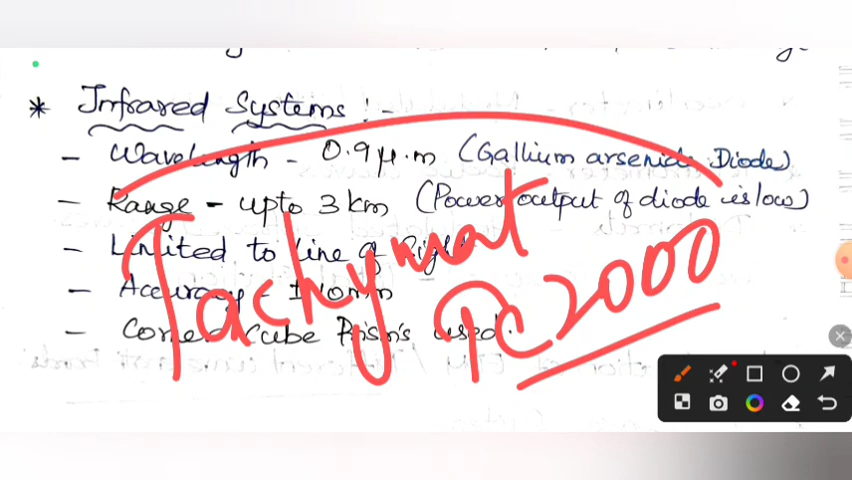 * Infrared Systems :-
- Wavelength - 0.9 μ.m (Gallium arsenide Diode)
- Range - upto 3 km (Power output of diode is low)
- Limited to line of Sight
- Accuracy - ± 10mm
- Corner Cube Prism's used.
Tachymat
TC 2000